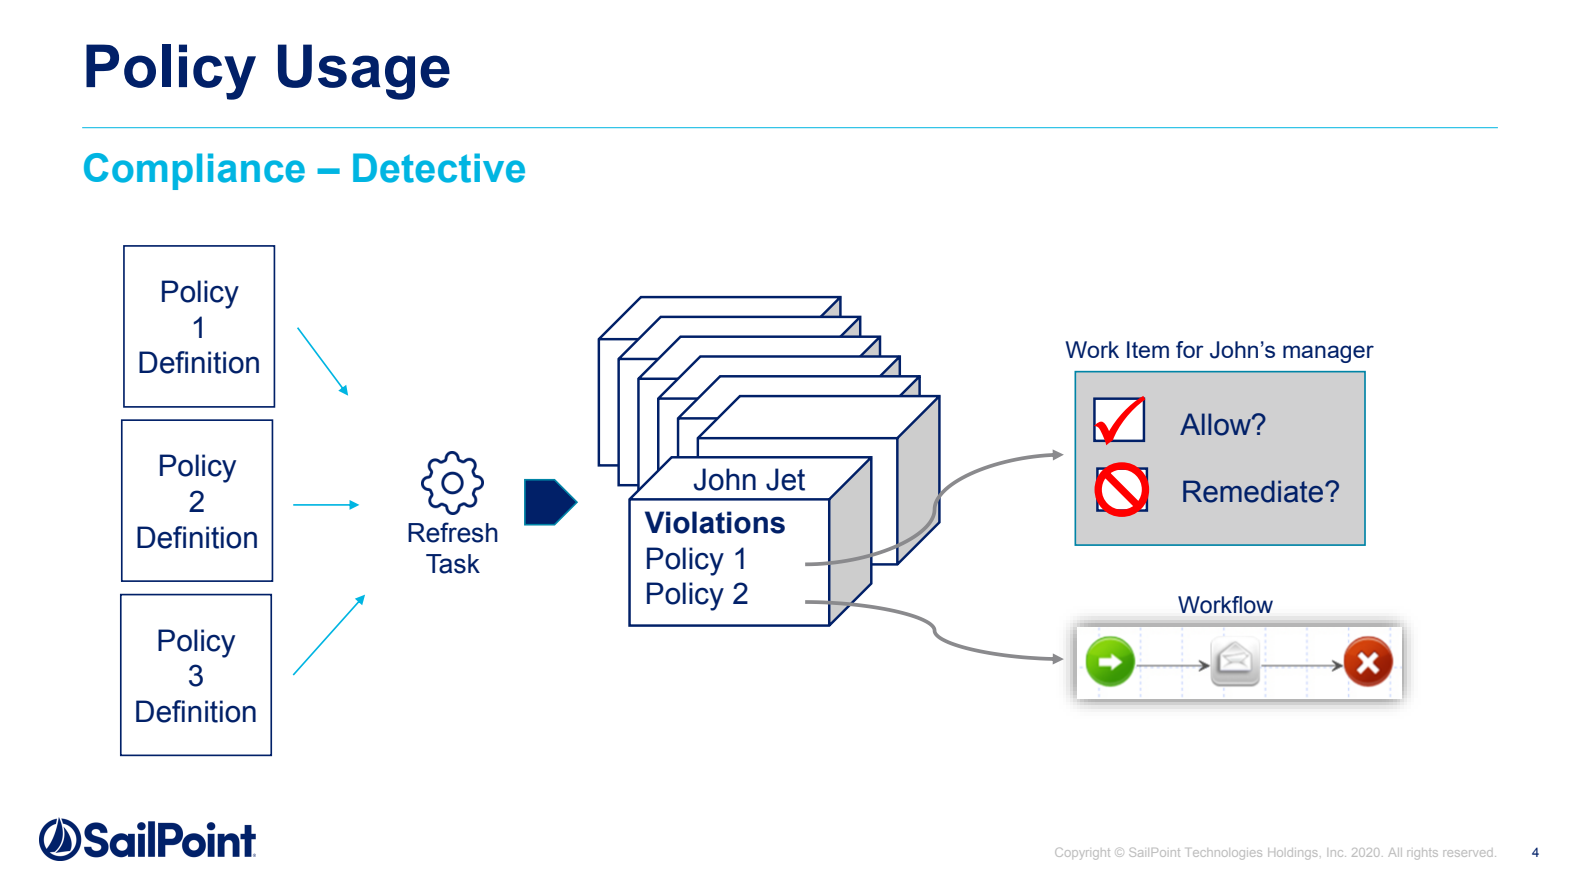 Policy Usage
Compliance – Detective
Policy
1
Definition
Policy
2
Definition
Policy
3
Definition
Refresh
Task
John Jet
Violations
Policy 1
Policy 2
Work Item for John’s manager
Allow?
Remediate?
Workflow
SailPoint
Copyright © SailPoint Technologies Holdings, Inc. 2020. All rights reserved.
4